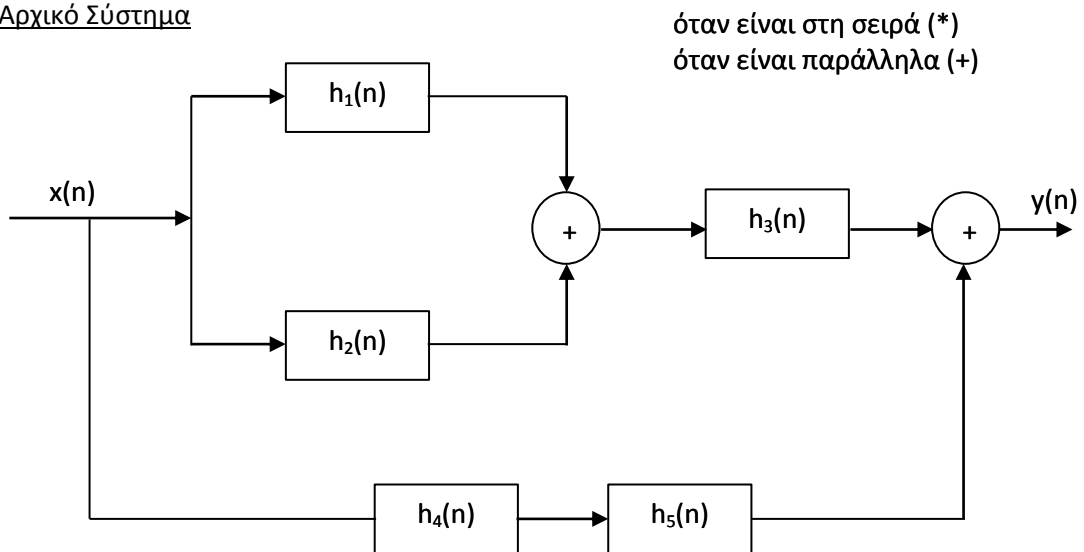 Αρχικό Σύστημα
όταν είναι στη σειρά (*)
όταν είναι παράλληλα (+)
h₁(n)
x(n)
h₃(n)
y(n)
+
+
h₂(n)
h₄(n)
h₅(n)